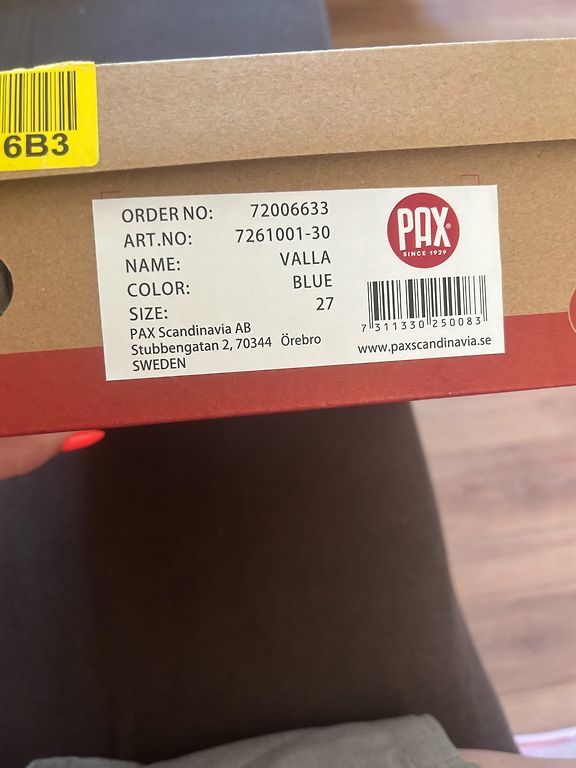 6B3
ORDER NO: 72006633
ART.NO: 7261001-30
NAME: VALLA
COLOR: BLUE
SIZE: 27
PAX Scandinavia AB
Stubbengatan 2, 70344 Örebro
SWEDEN
PAX®
SINCE 1939
7 311330 250083
www.paxscandinavia.se